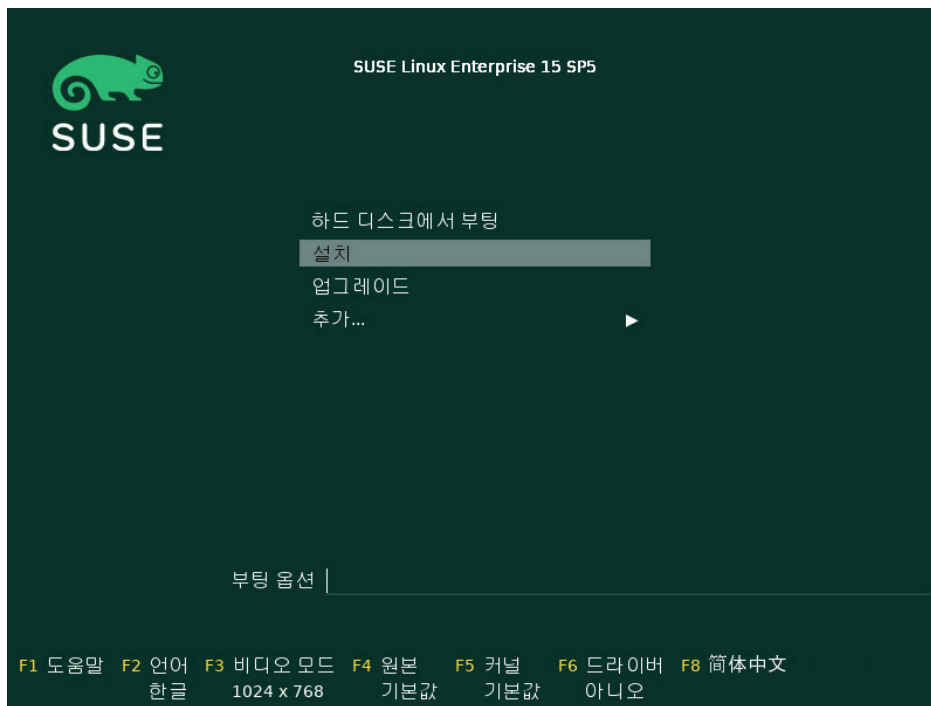 SUSE
SUSE Linux Enterprise 15 SP5
하드 디스크에서 부팅
설치
업그레이드
추가...
부팅 옵션
F1 도움말 F2 언어 F3 비디오 모드 F4 원본 F5 커널 F6 드라이버 F8 简体中文
한글 1024 x 768 기본값 기본값 아니오